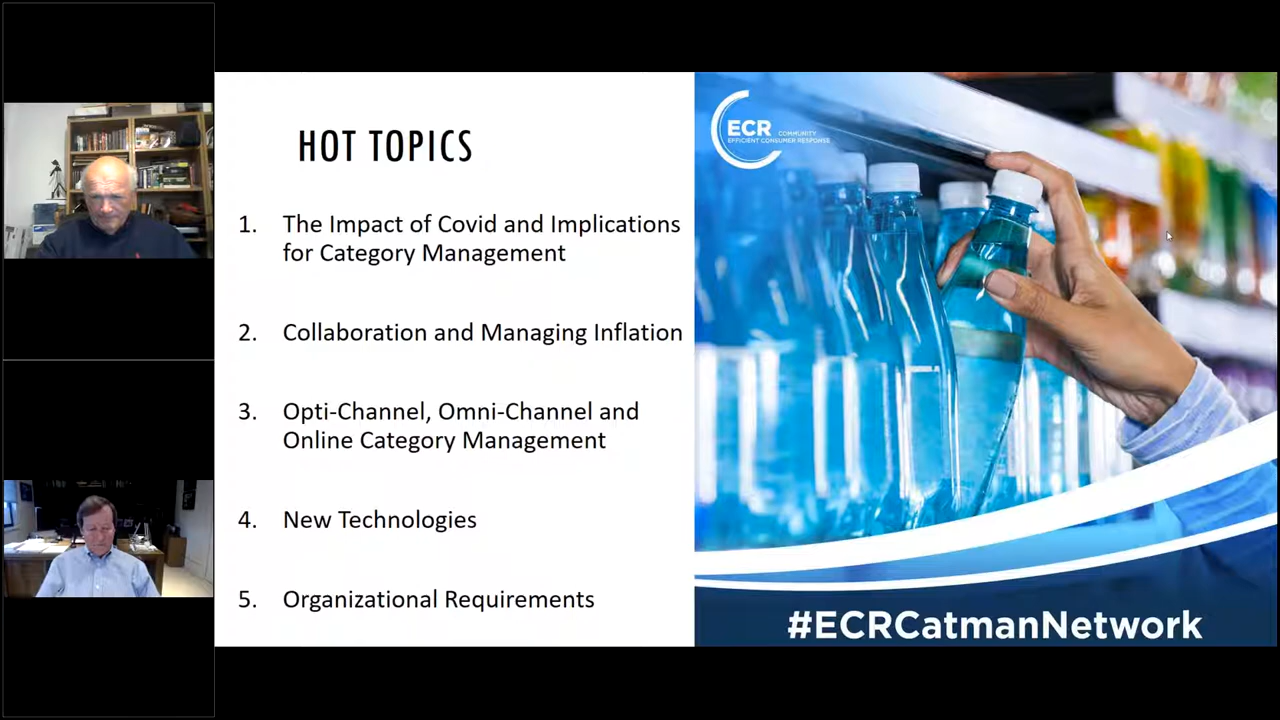 HOT TOPICS
1. The Impact of Covid and Implications
for Category Management
2. Collaboration and Managing Inflation
3. Opti-Channel, Omni-Channel and
Online Category Management
4. New Technologies
5. Organizational Requirements
ECR COMMUNITY
EFFICIENT CONSUMER RESPONSE
#ECRCatmanNetwork